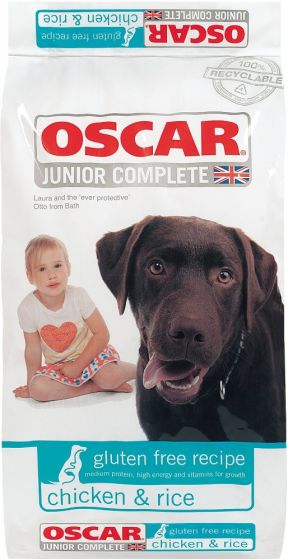 OSCAR
JUNIOR COMPLETE
gluten free recipe
chicken & rice
100%
RECYCLABLE
OSCAR®
JUNIOR COMPLETE
Laura and the 'ever protective'
Otto from Bath
gluten free recipe
medium protein, high energy and vitamins for growth
chicken & rice
OSCAR
JUNIOR COMPLETE
gluten free recipe
chicken & rice